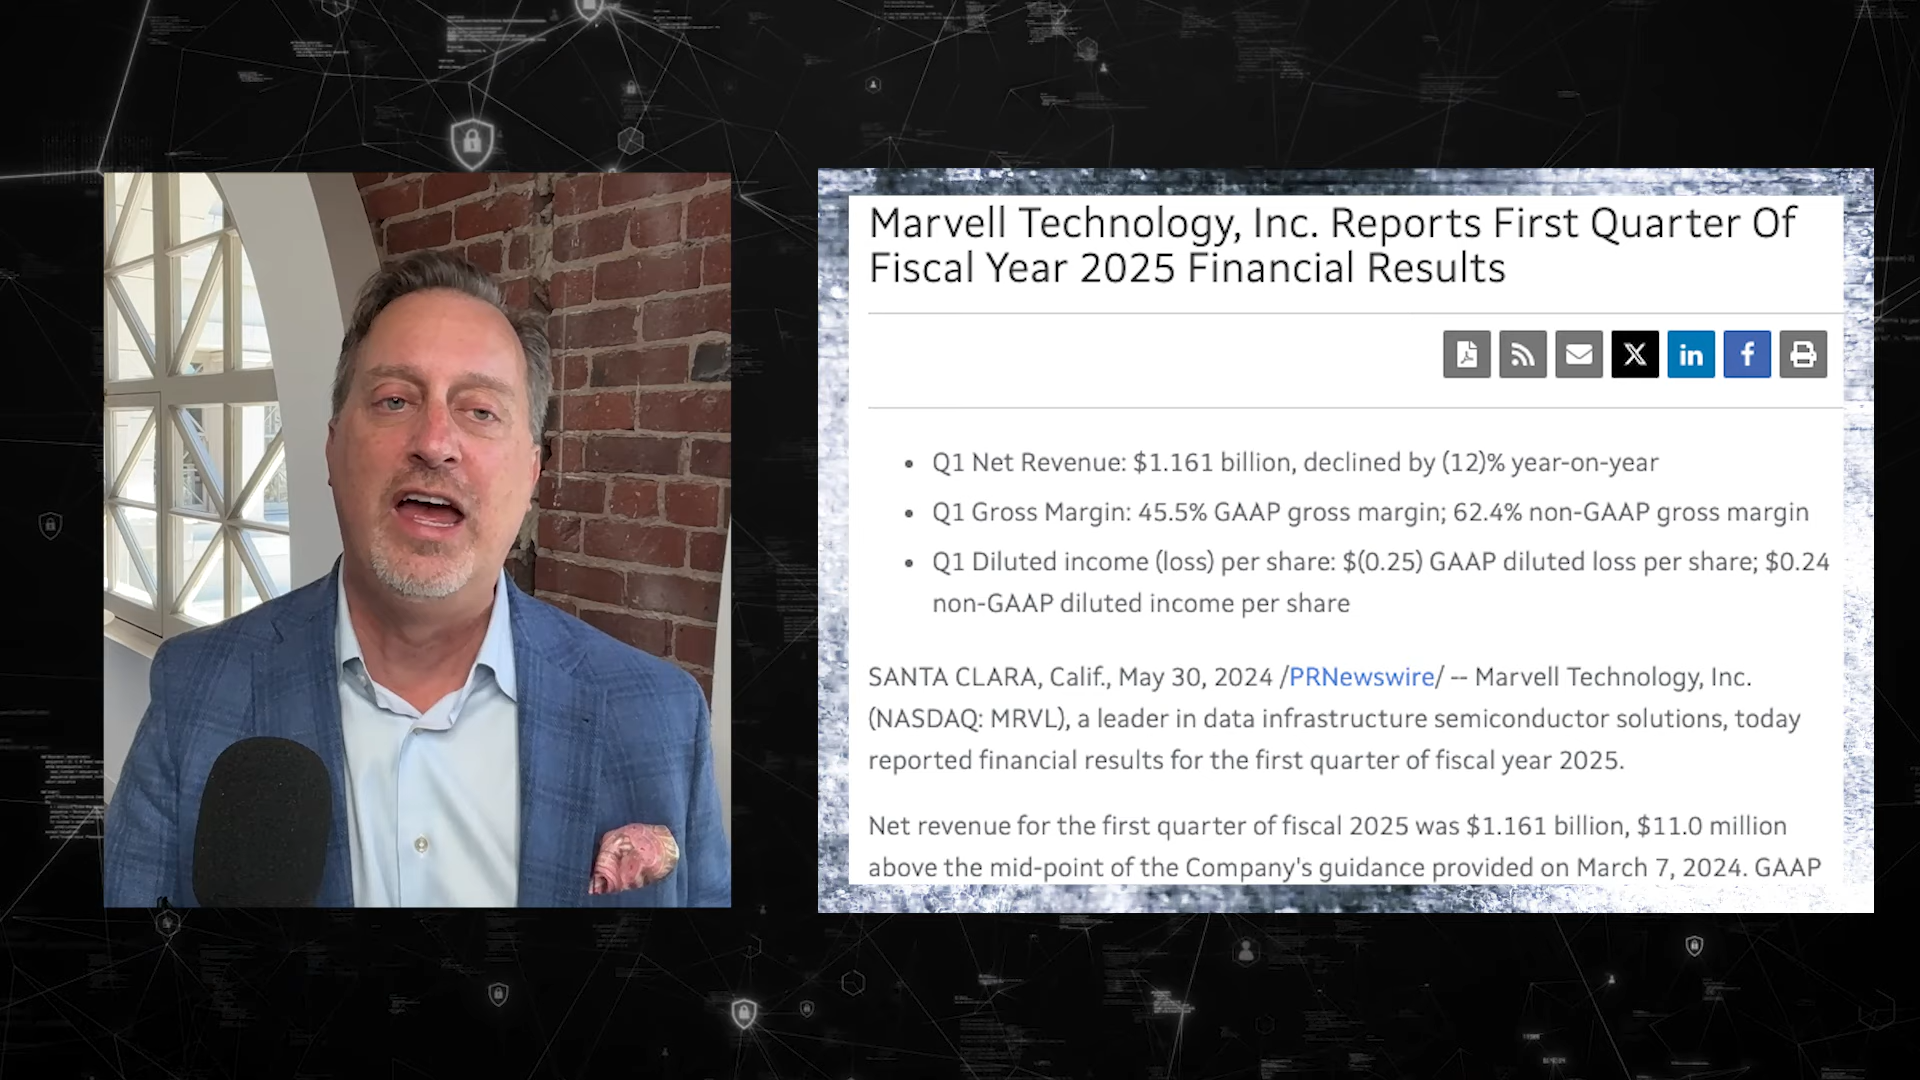 Marvell Technology, Inc. Reports First Quarter Of
Fiscal Year 2025 Financial Results
X
in
f
• Q1 Net Revenue: $1.161 billion, declined by (12)% year-on-year
• Q1 Gross Margin: 45.5% GAAP gross margin; 62.4% non-GAAP gross margin
• Q1 Diluted income (loss) per share: $(0.25) GAAP diluted loss per share; $0.24
non-GAAP diluted income per share
SANTA CLARA, Calif., May 30, 2024 /PRNewswire/ -- Marvell Technology, Inc.
(NASDAQ: MRVL), a leader in data infrastructure semiconductor solutions, today
reported financial results for the first quarter of fiscal year 2025.
Net revenue for the first quarter of fiscal 2025 was $1.161 billion, $11.0 million
above the mid-point of the Company's guidance provided on March 7, 2024. GAAP